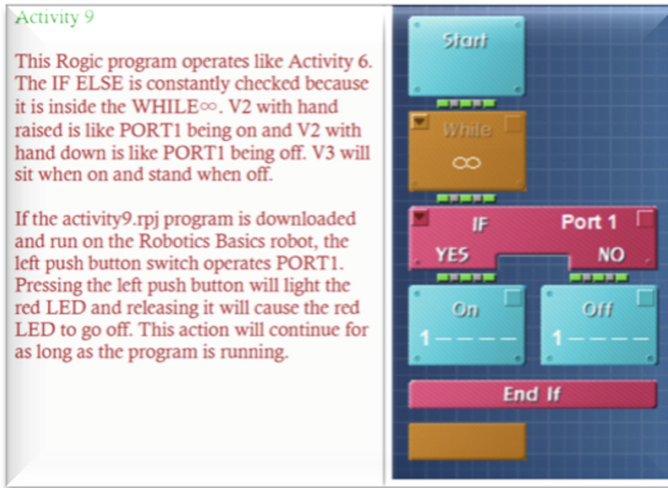 Activity 9
This Rogic program operates like Activity 6.
The IF ELSE is constantly checked because
it is inside the WHILE∞. V2 with hand
raised is like PORT1 being on and V2 with
hand down is like PORT1 being off. V3 will
sit when on and stand when off.
If the activity9.rpj program is downloaded
and run on the Robotics Basics robot, the
left push button switch operates PORT1.
Pressing the left push button will light the
red LED and releasing it will cause the red
LED to go off. This action will continue for
as long as the program is running.
Start
While
∞
IF Port 1
YES NO
On Off
1 – – – – 1 – – – –
End If